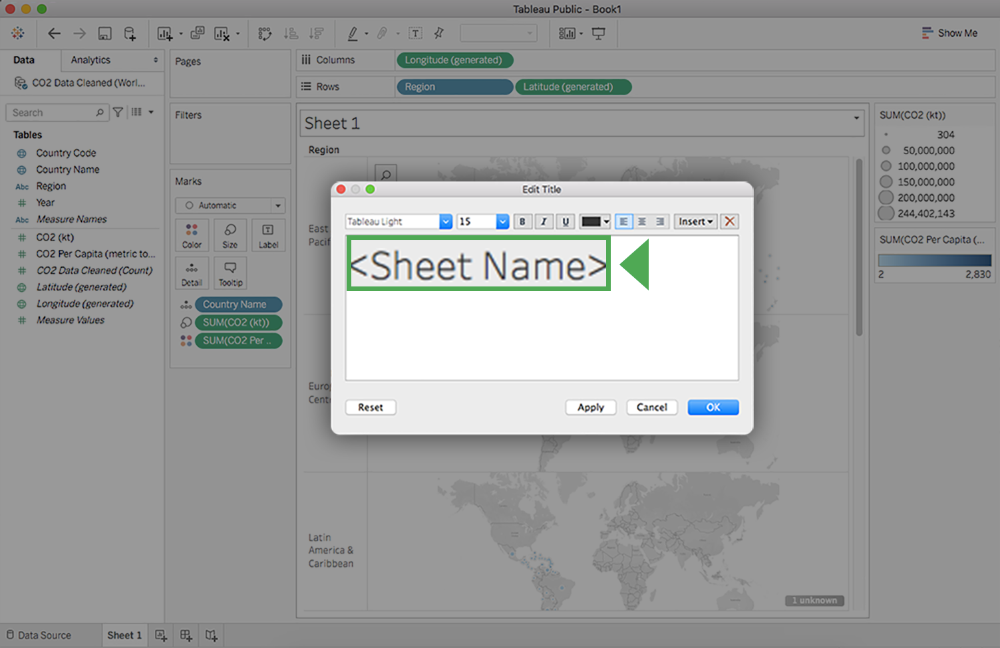 Tableau Public - Book1
Show Me
Data
Analytics
CO2 Data Cleaned (Worl...
Search
Tables
Country Code
Country Name
Abc Region
Year
Abc Measure Names
CO2 (kt)
CO2 Per Capita (metric to...
CO2 Data Cleaned (Count)
Latitude (generated)
Longitude (generated)
Measure Values
Pages
Filters
Marks
Automatic
Color
Size
Label
Detail
Tooltip
Country Name
SUM(CO2 (kt))
SUM(CO2 Per ..
Columns
Longitude (generated)
Rows
Region
Latitude (generated)
Sheet 1
Region
East
Pacif
Europ
Centr
Latin
America &
Caribbean
1 unknown
Edit Title
Tableau Light
15
B
I
U
Insert
<Sheet Name>
Reset
Apply
Cancel
OK
SUM(CO2 (kt))
304
50,000,000
100,000,000
150,000,000
200,000,000
244,402,143
SUM(CO2 Per Capita (...
2
2,830
Data Source
Sheet 1